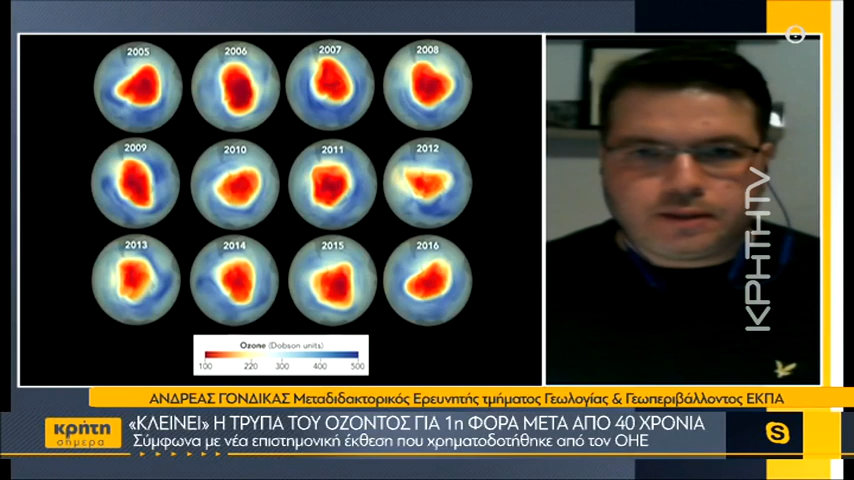 2005 2006 2007 2008
2009 2010 2011 2012
2013 2014 2015 2016
Ozone (Dobson units)
100 220 300 400 500
ΚΡΗΤΗTV
ΑΝΔΡΕΑΣ ΓΟΝΔΙΚΑΣ Μεταδιδακτορικός Ερευνητής τμήματος Γεωλογίας & Γεωπεριβάλλοντος ΕΚΠΑ
κρήτη
σήμερα
«ΚΛΕΙΝΕΙ» Η ΤΡΥΠΑ ΤΟΥ ΟΖΟΝΤΟΣ ΓΙΑ 1η ΦΟΡΑ ΜΕΤΑ ΑΠΟ 40 ΧΡΟΝΙΑ
Σύμφωνα με νέα επιστημονική έκθεση που χρηματοδοτήθηκε από τον ΟΗΕ